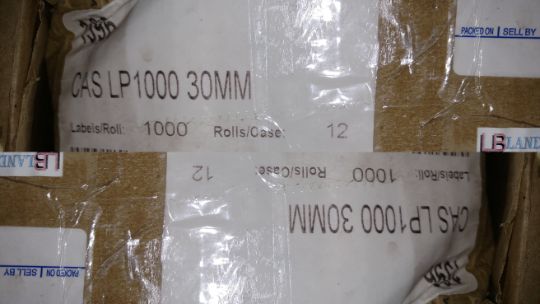 CAS LP1000 30MM
Labels/Roll: 1000 Rolls/Case: 12
PACKED ON | SELL BY
LB LAND
LB LAND
Labels/Roll: 1000 Rolls/Case: 12
CAS LP1000 30MM
PACKED ON | SELL BY